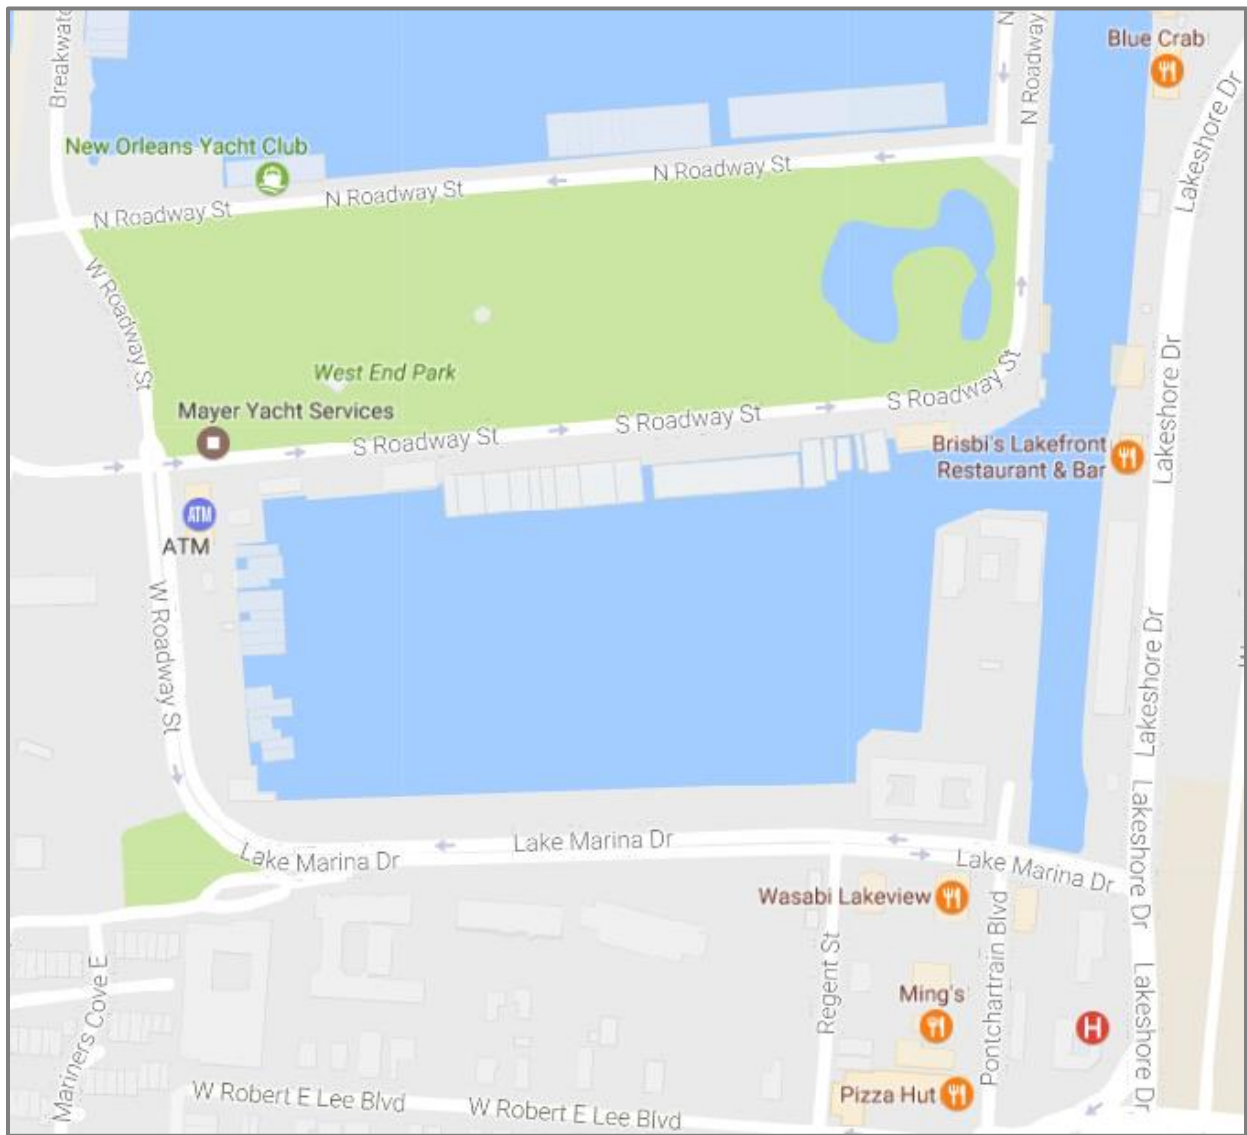 N
N Roadway
Blue Crab
Breakwate
Lakeshore Dr
New Orleans Yacht Club
N Roadway St
N Roadway St
N Roadway St
W Roadway St
Lakeshore Dr
West End Park
S Roadway St
Mayer Yacht Services
S Roadway St
S Roadway St
Brisbi's Lakefront
Restaurant & Bar
ATM
ATM
W Roadway St
Lakeshore Dr
Lakeshore Dr
Lake Marina Dr
Lake Marina Dr
Lake Marina Dr
Wasabi Lakeview
Pontchartrain Blvd
Regent St
Ming's
H
Lakeshore Dr
Mariners Cove E
W Robert E Lee Blvd
W Robert E Lee Blvd
Pizza Hut